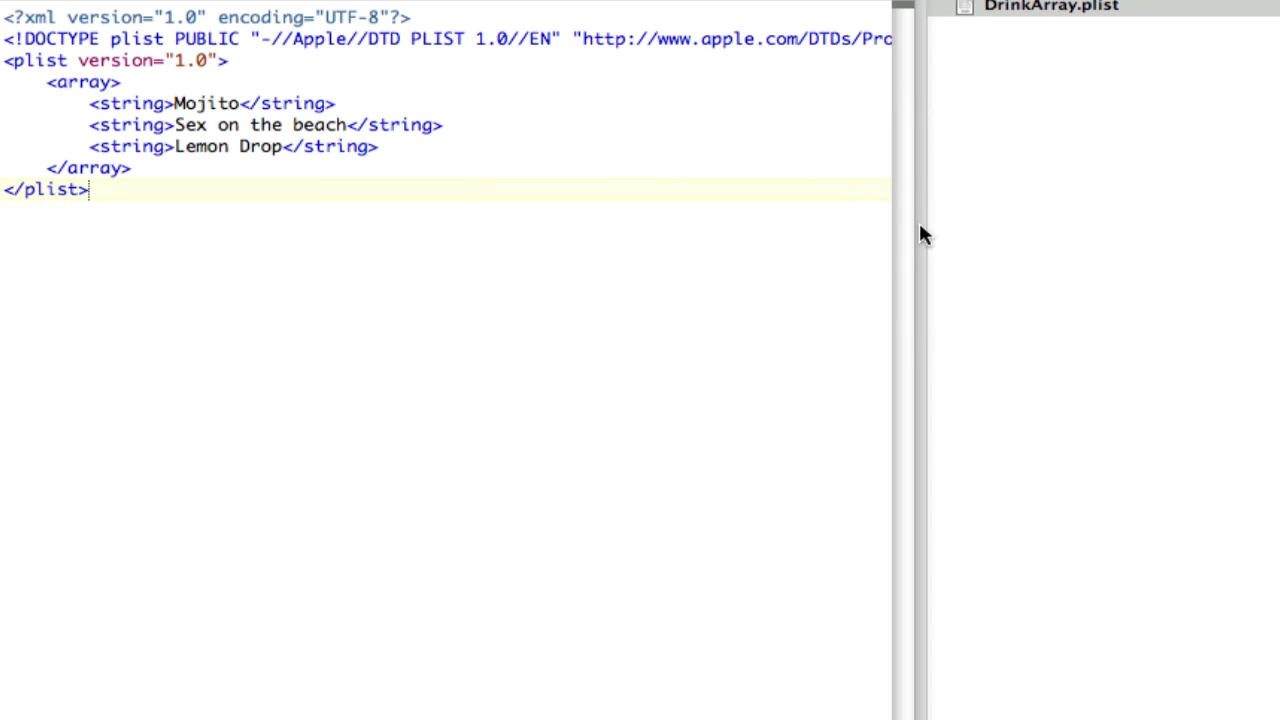 <?xml version="1.0" encoding="UTF-8"?>
<!DOCTYPE plist PUBLIC "-//Apple//DTD PLIST 1.0//EN" "http://www.apple.com/DTDs/Pro
<plist version="1.0">
    <array>
        <string>Mojito</string>
        <string>Sex on the beach</string>
        <string>Lemon Drop</string>
    </array>
</plist>
DrinkArray.plist